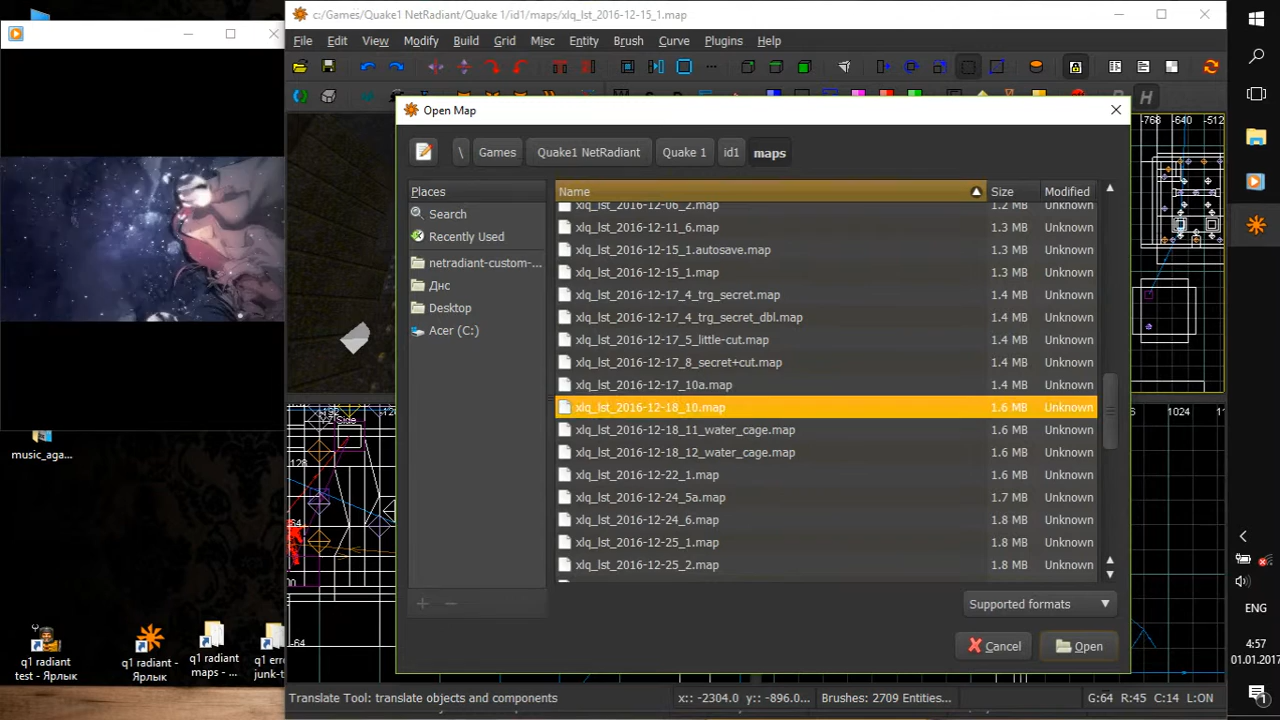 c:/Games/Quake1 NetRadiant/Quake 1/id1/maps/xlq_lst_2016-12-15_1.map
File Edit View Modify Build Grid Misc Entity Brush Curve Plugins Help
Open Map
\ Games Quake1 NetRadiant Quake 1 id1 maps
Places
Search
Recently Used
netradiant-custom-...
Днс
Desktop
Acer (C:)
Name Size Modified
xlq_lst_2016-12-06_2.map 1.2 MB Unknown
xlq_lst_2016-12-11_6.map 1.3 MB Unknown
xlq_lst_2016-12-15_1.autosave.map 1.3 MB Unknown
xlq_lst_2016-12-15_1.map 1.3 MB Unknown
xlq_lst_2016-12-17_4_trg_secret.map 1.4 MB Unknown
xlq_lst_2016-12-17_4_trg_secret_dbl.map 1.4 MB Unknown
xlq_lst_2016-12-17_5_little-cut.map 1.4 MB Unknown
xlq_lst_2016-12-17_8_secret+cut.map 1.4 MB Unknown
xlq_lst_2016-12-17_10a.map 1.4 MB Unknown
xlq_lst_2016-12-18_10.map 1.6 MB Unknown
xlq_lst_2016-12-18_11_water_cage.map 1.6 MB Unknown
xlq_lst_2016-12-18_12_water_cage.map 1.6 MB Unknown
xlq_lst_2016-12-22_1.map 1.6 MB Unknown
xlq_lst_2016-12-24_5a.map 1.7 MB Unknown
xlq_lst_2016-12-24_6.map 1.8 MB Unknown
xlq_lst_2016-12-25_1.map 1.8 MB Unknown
xlq_lst_2016-12-25_2.map 1.8 MB Unknown
Supported formats
Cancel Open
-768 -640 -512
H
-192 -128
YZ Side
128
64
-64
1024
music_aga...
q1 radiant test - Ярлык
q1 radiant - Ярлык
q1 radiant maps - ...
q1 erro junk-t
Translate Tool: translate objects and components
x:: -2304.0 y:: -896.0...
Brushes: 2709 Entities...
G:64 R:45 C:14 L:ON
ENG
4:57
01.01.2017
1